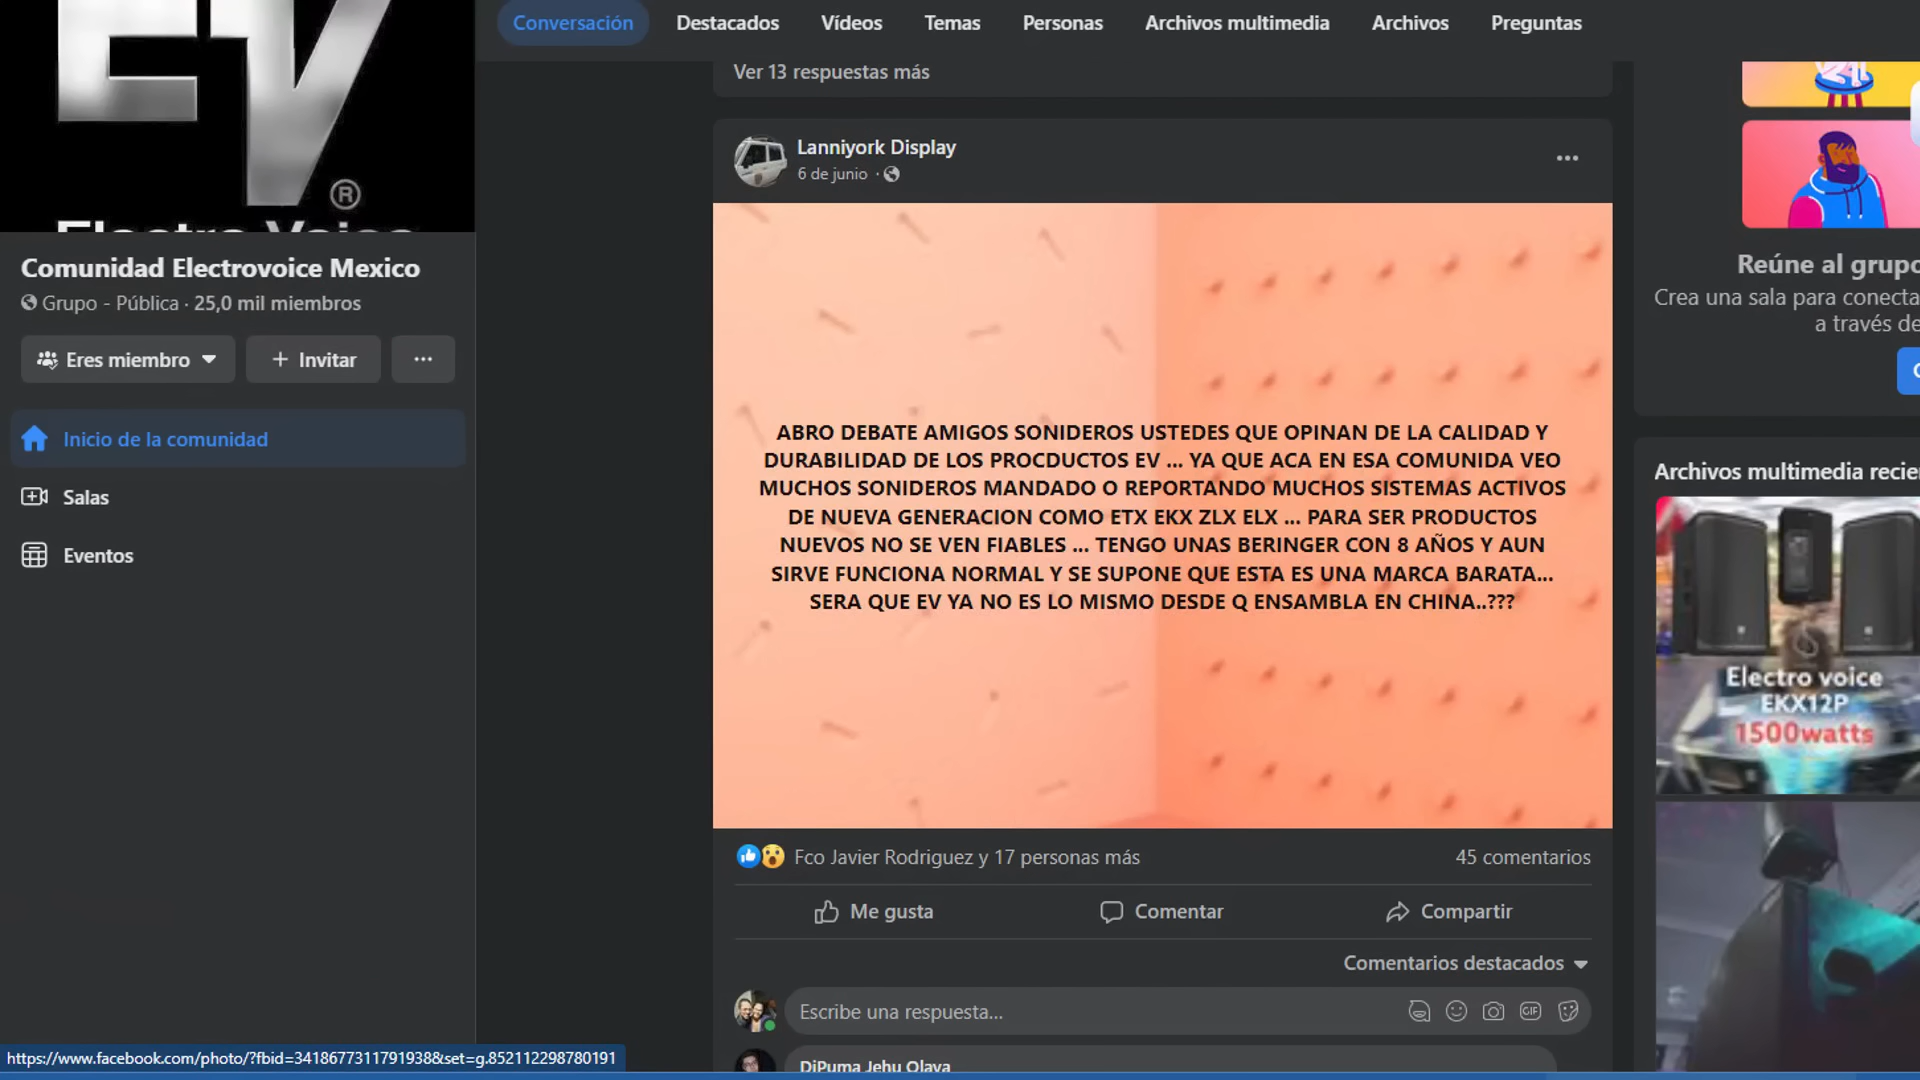 EV
®
Electro Voice
Comunidad Electrovoice Mexico
Grupo - Pública · 25,0 mil miembros
Eres miembro
+ Invitar
Inicio de la comunidad
Salas
Eventos
Conversación
Destacados
Vídeos
Temas
Personas
Archivos multimedia
Archivos
Preguntas
Ver 13 respuestas más
Lanniyork Display
6 de junio ·
ABRO DEBATE AMIGOS SONIDEROS USTEDES QUE OPINAN DE LA CALIDAD Y
DURABILIDAD DE LOS PROCDUCTOS EV ... YA QUE ACA EN ESA COMUNIDA VEO
MUCHOS SONIDEROS MANDADO O REPORTANDO MUCHOS SISTEMAS ACTIVOS
DE NUEVA GENERACION COMO ETX EKX ZLX ELX ... PARA SER PRODUCTOS
NUEVOS NO SE VEN FIABLES ... TENGO UNAS BERINGER CON 8 AÑOS Y AUN
SIRVE FUNCIONA NORMAL Y SE SUPONE QUE ESTA ES UNA MARCA BARATA...
SERA QUE EV YA NO ES LO MISMO DESDE Q ENSAMBLA EN CHINA..???
Fco Javier Rodriguez y 17 personas más
45 comentarios
Me gusta
Comentar
Compartir
Comentarios destacados
Escribe una respuesta...
GIF
DiPuma Jehu Olaya
Reúne al grupo
Crea una sala para conecta
a través de
Archivos multimedia recien
Electro voice
EKX12P
1500watts
https://www.facebook.com/photo/?fbid=3418677311791938&set=g.852112298780191